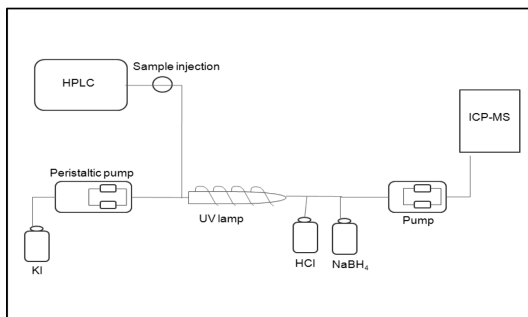 Sample injection
HPLC
ICP-MS
Peristaltic pump
UV lamp
Pump
KI
HCl
NaBH₄